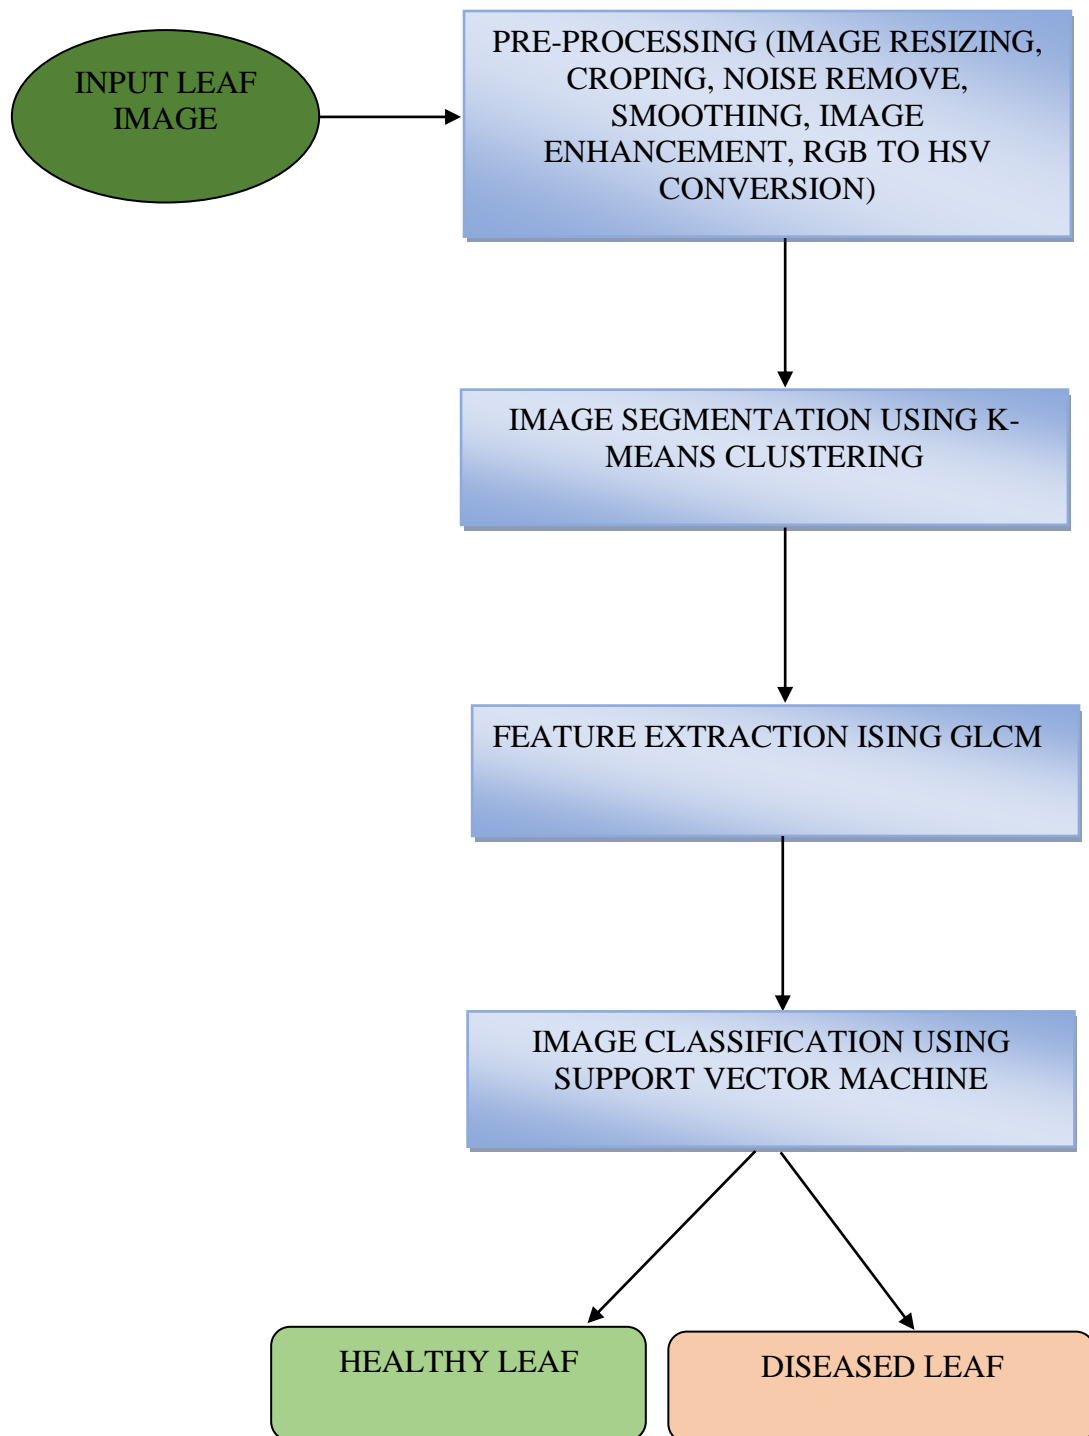 INPUT LEAF
IMAGE
PRE-PROCESSING (IMAGE RESIZING,
CROPING, NOISE REMOVE,
SMOOTHING, IMAGE
ENHANCEMENT, RGB TO HSV
CONVERSION)
IMAGE SEGMENTATION USING K-
MEANS CLUSTERING
FEATURE EXTRACTION ISING GLCM
IMAGE CLASSIFICATION USING
SUPPORT VECTOR MACHINE
HEALTHY LEAF
DISEASED LEAF